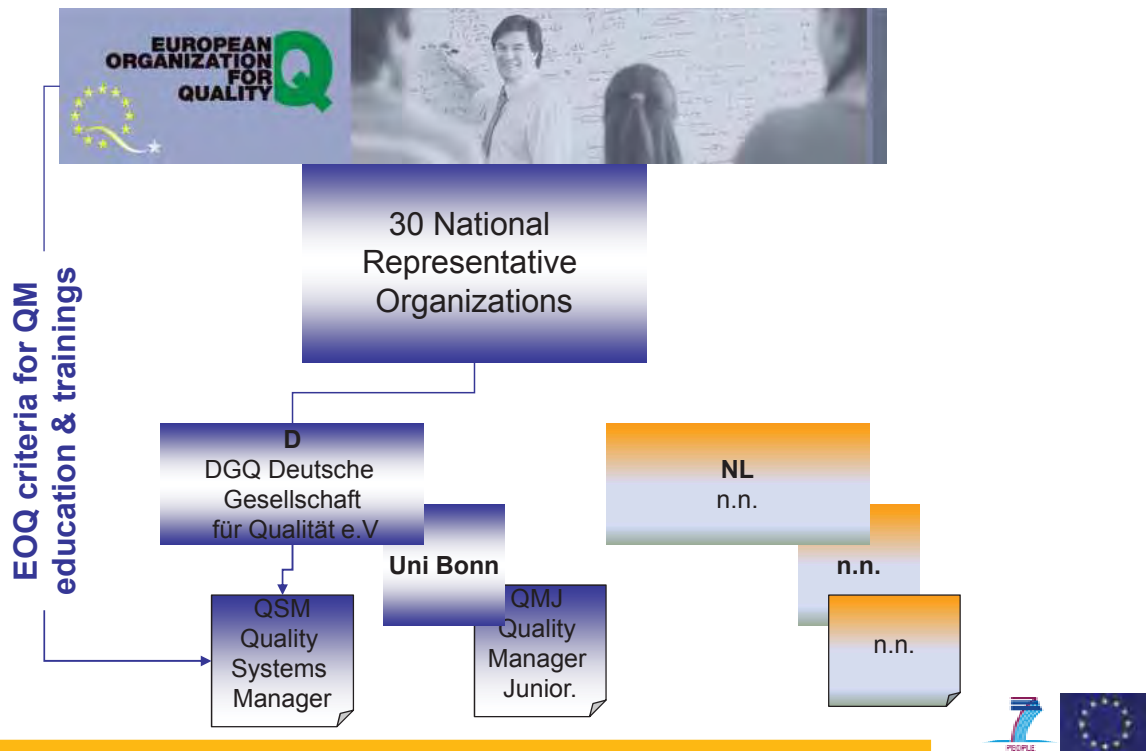 EUROPEAN
ORGANIZATION
FOR
QUALITY
Q
30 National
Representative
Organizations
EOQ criteria for QM
education & trainings
D
DGQ Deutsche
Gesellschaft
für Qualität e.V
Uni Bonn
QSM
Quality
Systems
Manager
QMJ
Quality
Manager
Junior.
NL
n.n.
n.n.
n.n.
7
PEOPLE